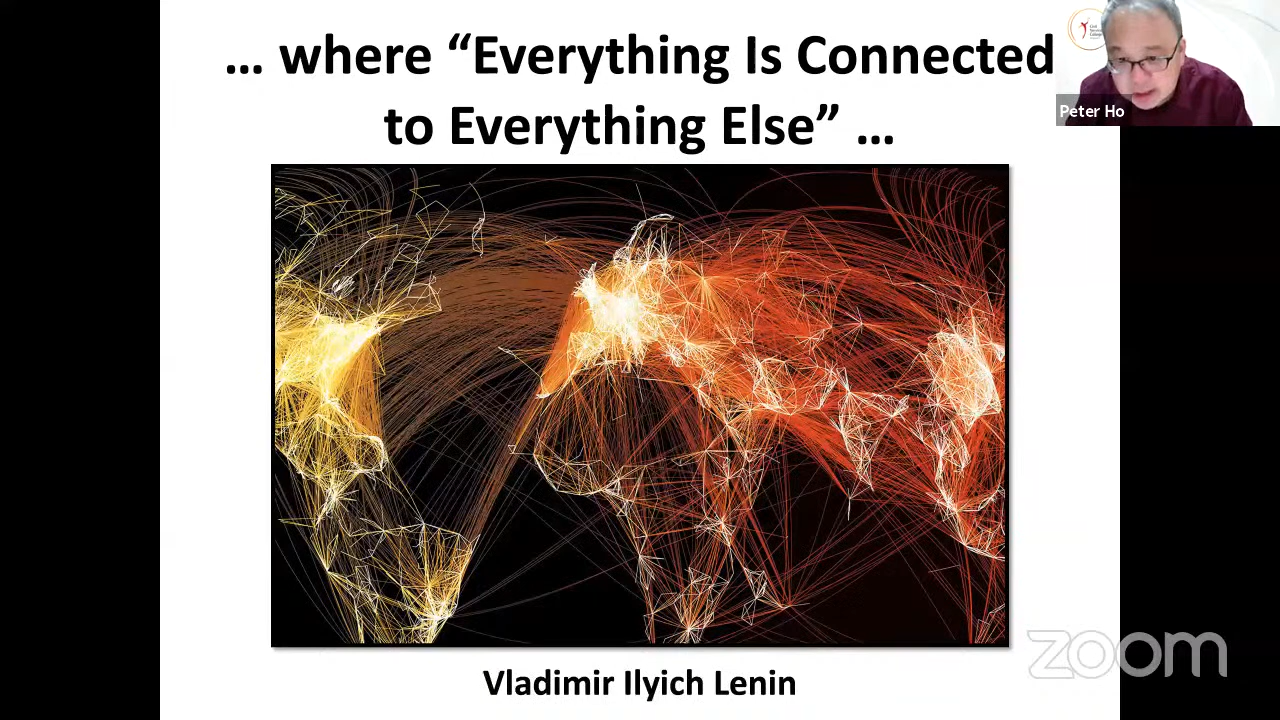 ... where “Everything Is Connected
to Everything Else” ...
Peter Ho
Vladimir Ilyich Lenin
zoom